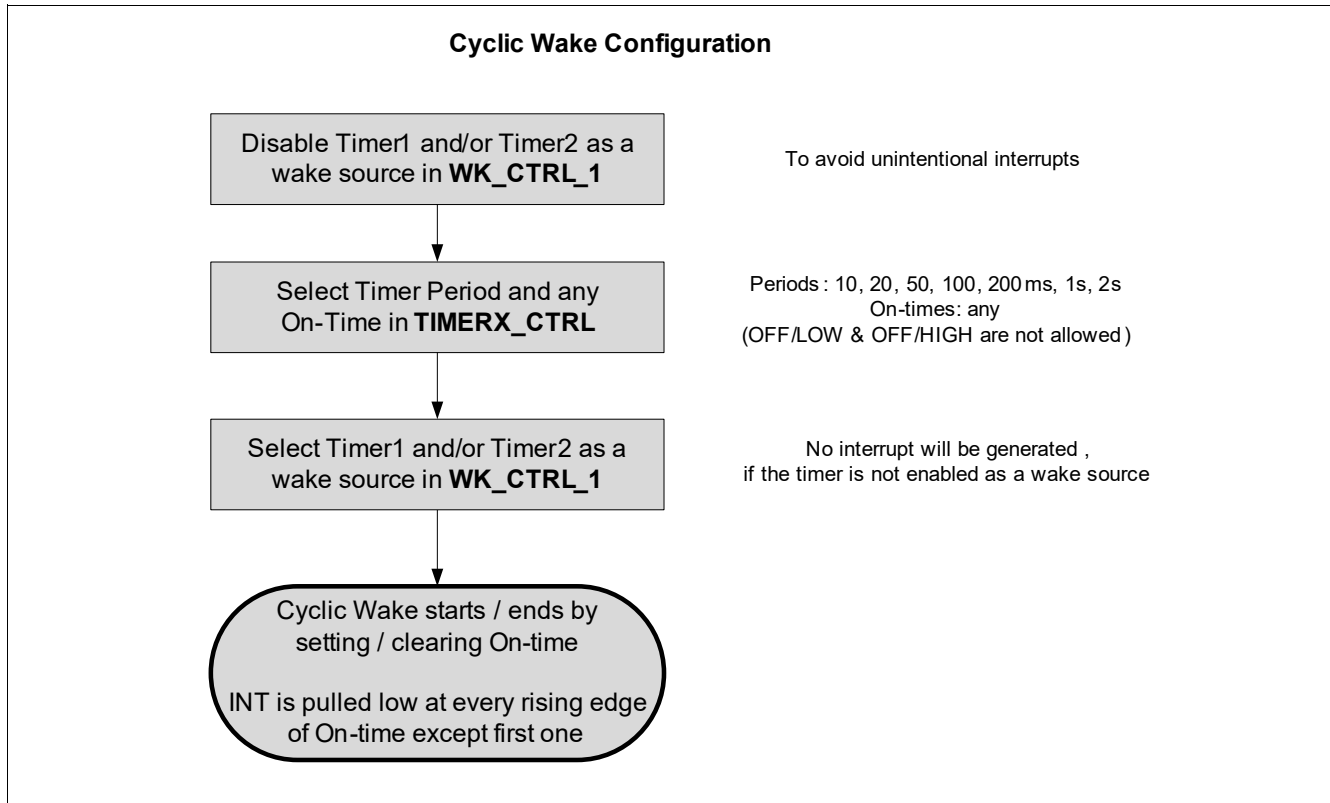 Cyclic Wake Configuration
Disable Timer1 and/or Timer2 as a
wake source in WK_CTRL_1
To avoid unintentional interrupts
Select Timer Period and any
On-Time in TIMERX_CTRL
Periods : 10, 20, 50, 100, 200 ms, 1s, 2s
On-times: any
(OFF/LOW & OFF/HIGH are not allowed )
Select Timer1 and/or Timer2 as a
wake source in WK_CTRL_1
No interrupt will be generated ,
if the timer is not enabled as a wake source
Cyclic Wake starts / ends by
setting / clearing On-time
INT is pulled low at every rising edge
of On-time except first one